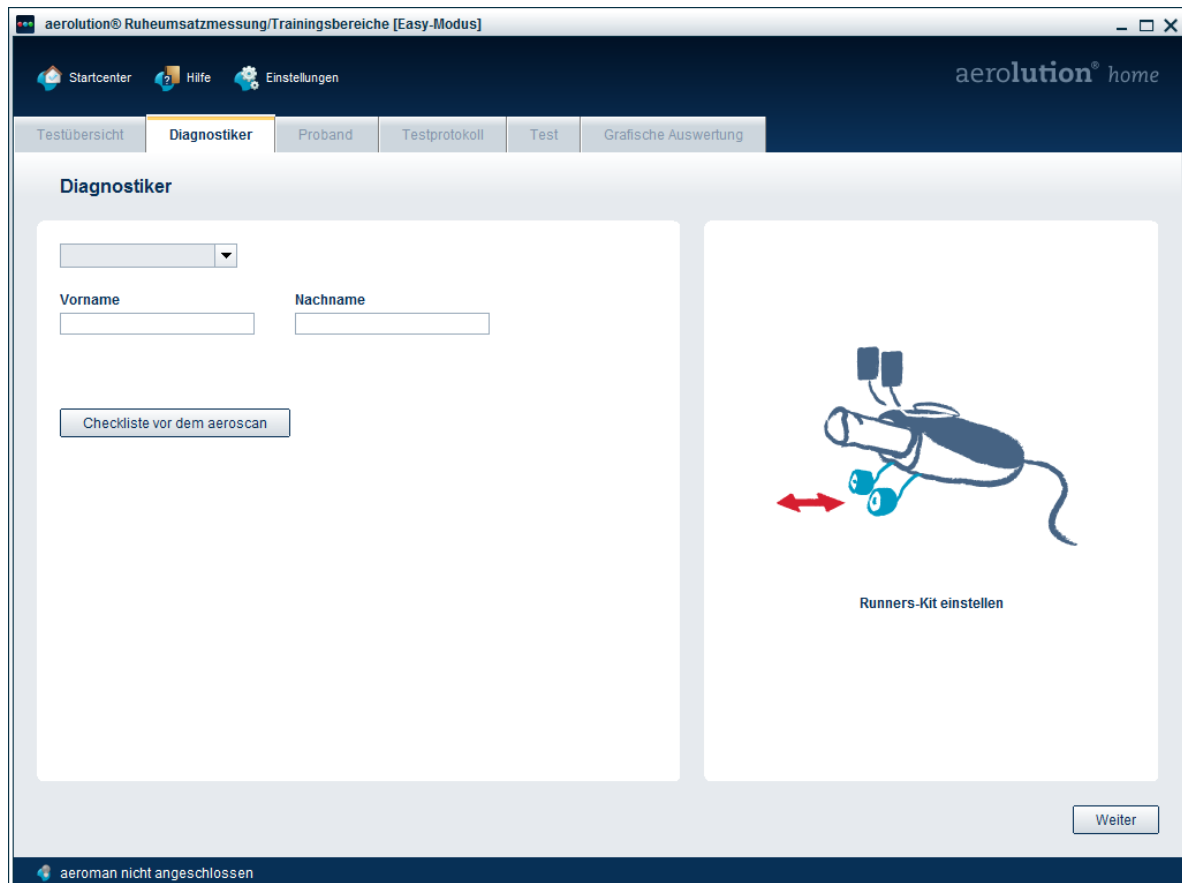 aerolution® Ruheumsatzmessung/Trainingsbereiche [Easy-Modus]
Startcenter Hilfe Einstellungen aerolution® home
Testübersicht Diagnostiker Proband Testprotokoll Test Grafische Auswertung
Diagnostiker
Vorname Nachname
Checkliste vor dem aeroscan
Runners-Kit einstellen
Weiter
aeroman nicht angeschlossen